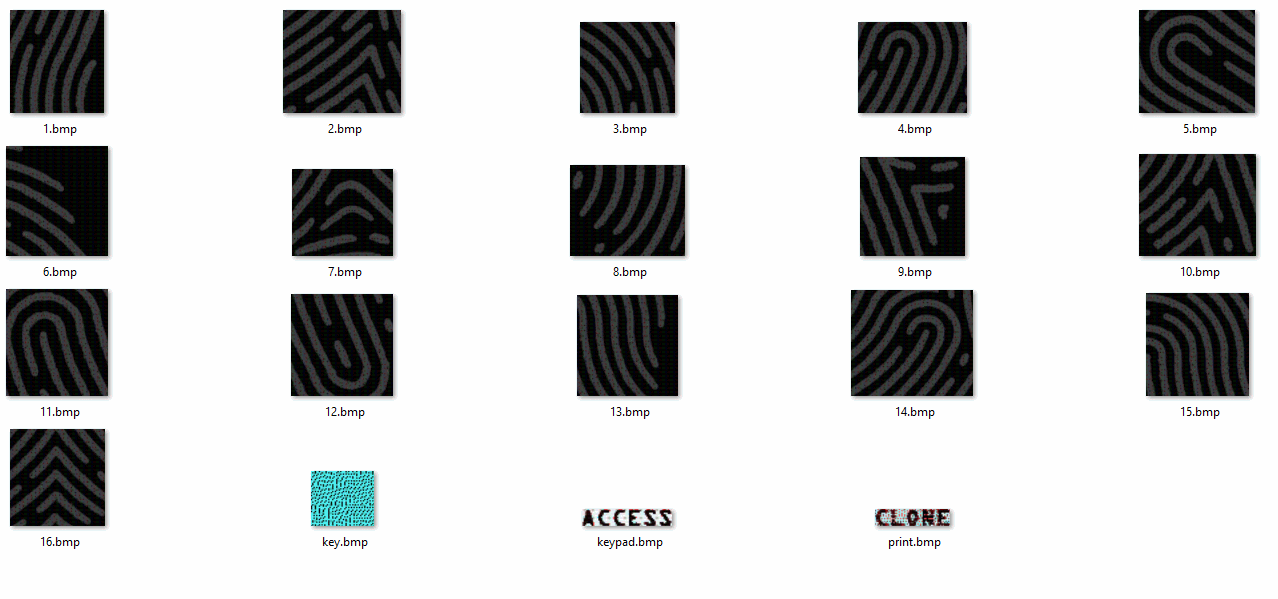 1.bmp 2.bmp 3.bmp 4.bmp 5.bmp
6.bmp 7.bmp 8.bmp 9.bmp 10.bmp
11.bmp 12.bmp 13.bmp 14.bmp 15.bmp
ACCESS CLONE
16.bmp key.bmp keypad.bmp print.bmp